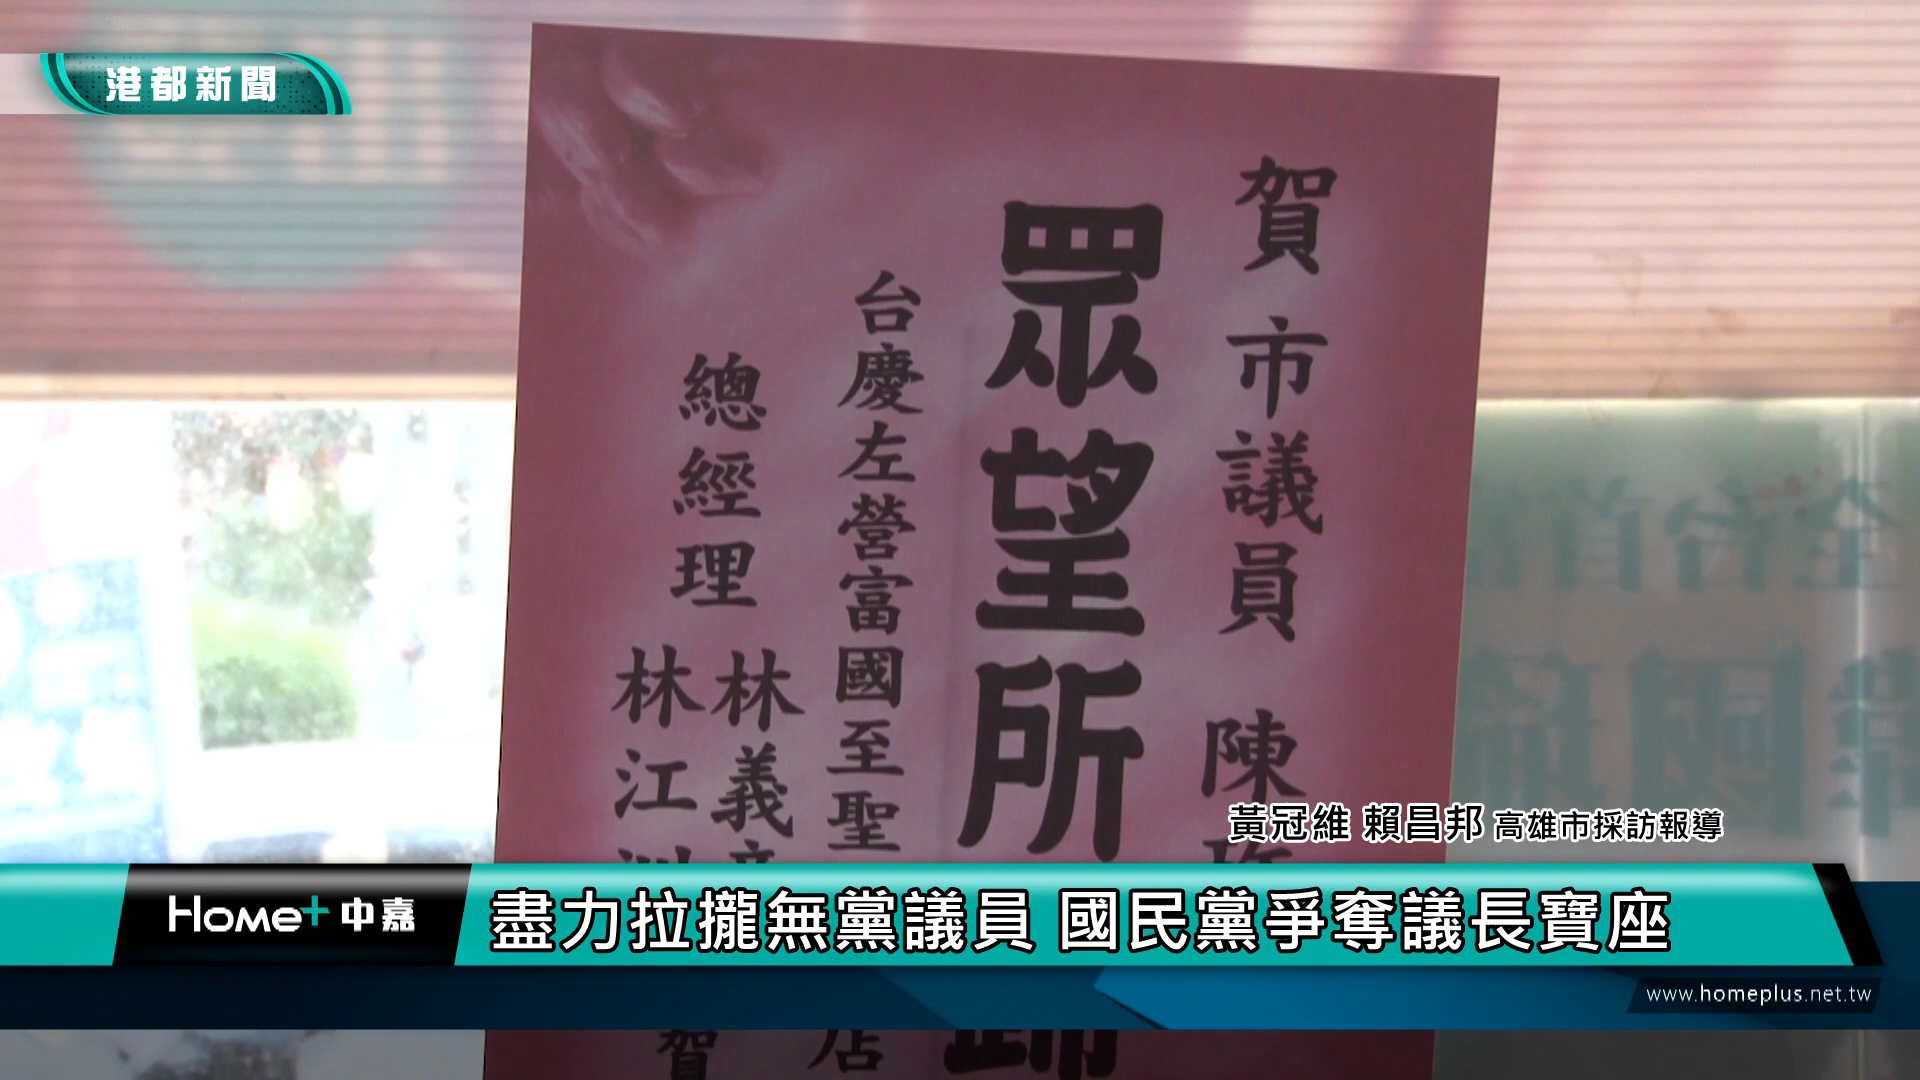 港都新聞
賀 市議員 陳
眾望所歸
台慶左營富國至聖店
總經理
林義
林江
賀
黃冠維 賴昌邦 高雄市採訪報導
Home+中嘉
盡力拉攏無黨議員 國民黨爭奪議長寶座
www.homeplus.net.tw